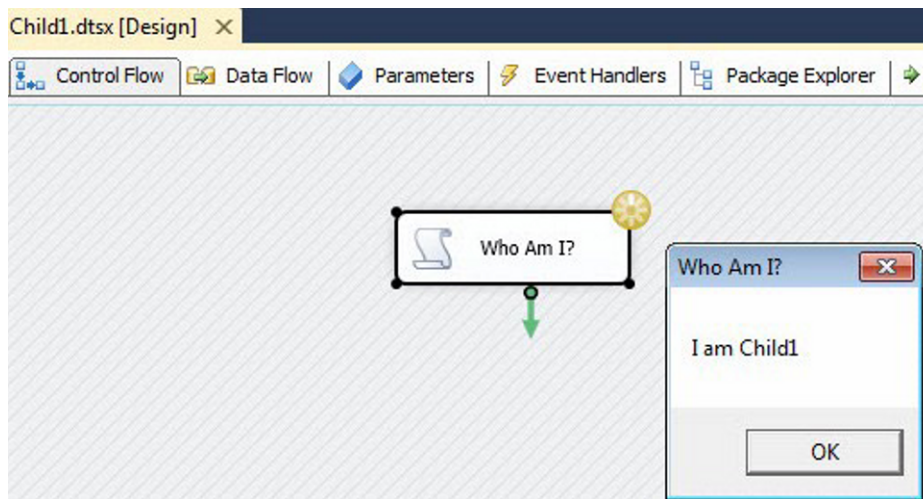 Child1.dtsx [Design]
Control Flow Data Flow Parameters Event Handlers Package Explorer
Who Am I?
Who Am I?
I am Child1
OK